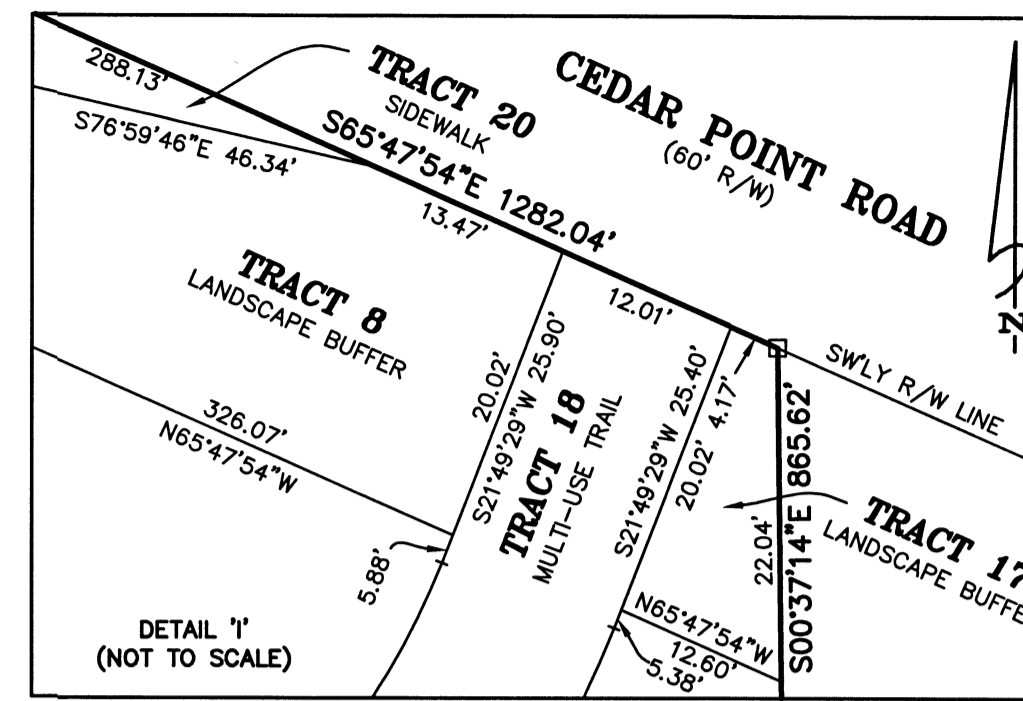 288.13'
TRACT 20
SIDEWALK
CEDAR POINT ROAD
(60' R/W)
S76°59'46"E 46.34'
S65°47'54"E 1282.04'
13.47'
12.01'
TRACT 8
LANDSCAPE BUFFER
326.07'
N65°47'54"W
20.02'
S21°49'29"W 25.90'
TRACT 18
MULTI-USE TRAIL
S21°49'29"W 25.40'
20.02'
4.17'
SW'LY R/W LINE
N
S00°37'14"E 865.62'
22.04'
TRACT 17
LANDSCAPE BUFFE
5.88'
N65°47'54"W
12.60'
5.38'
DETAIL 'I'
(NOT TO SCALE)